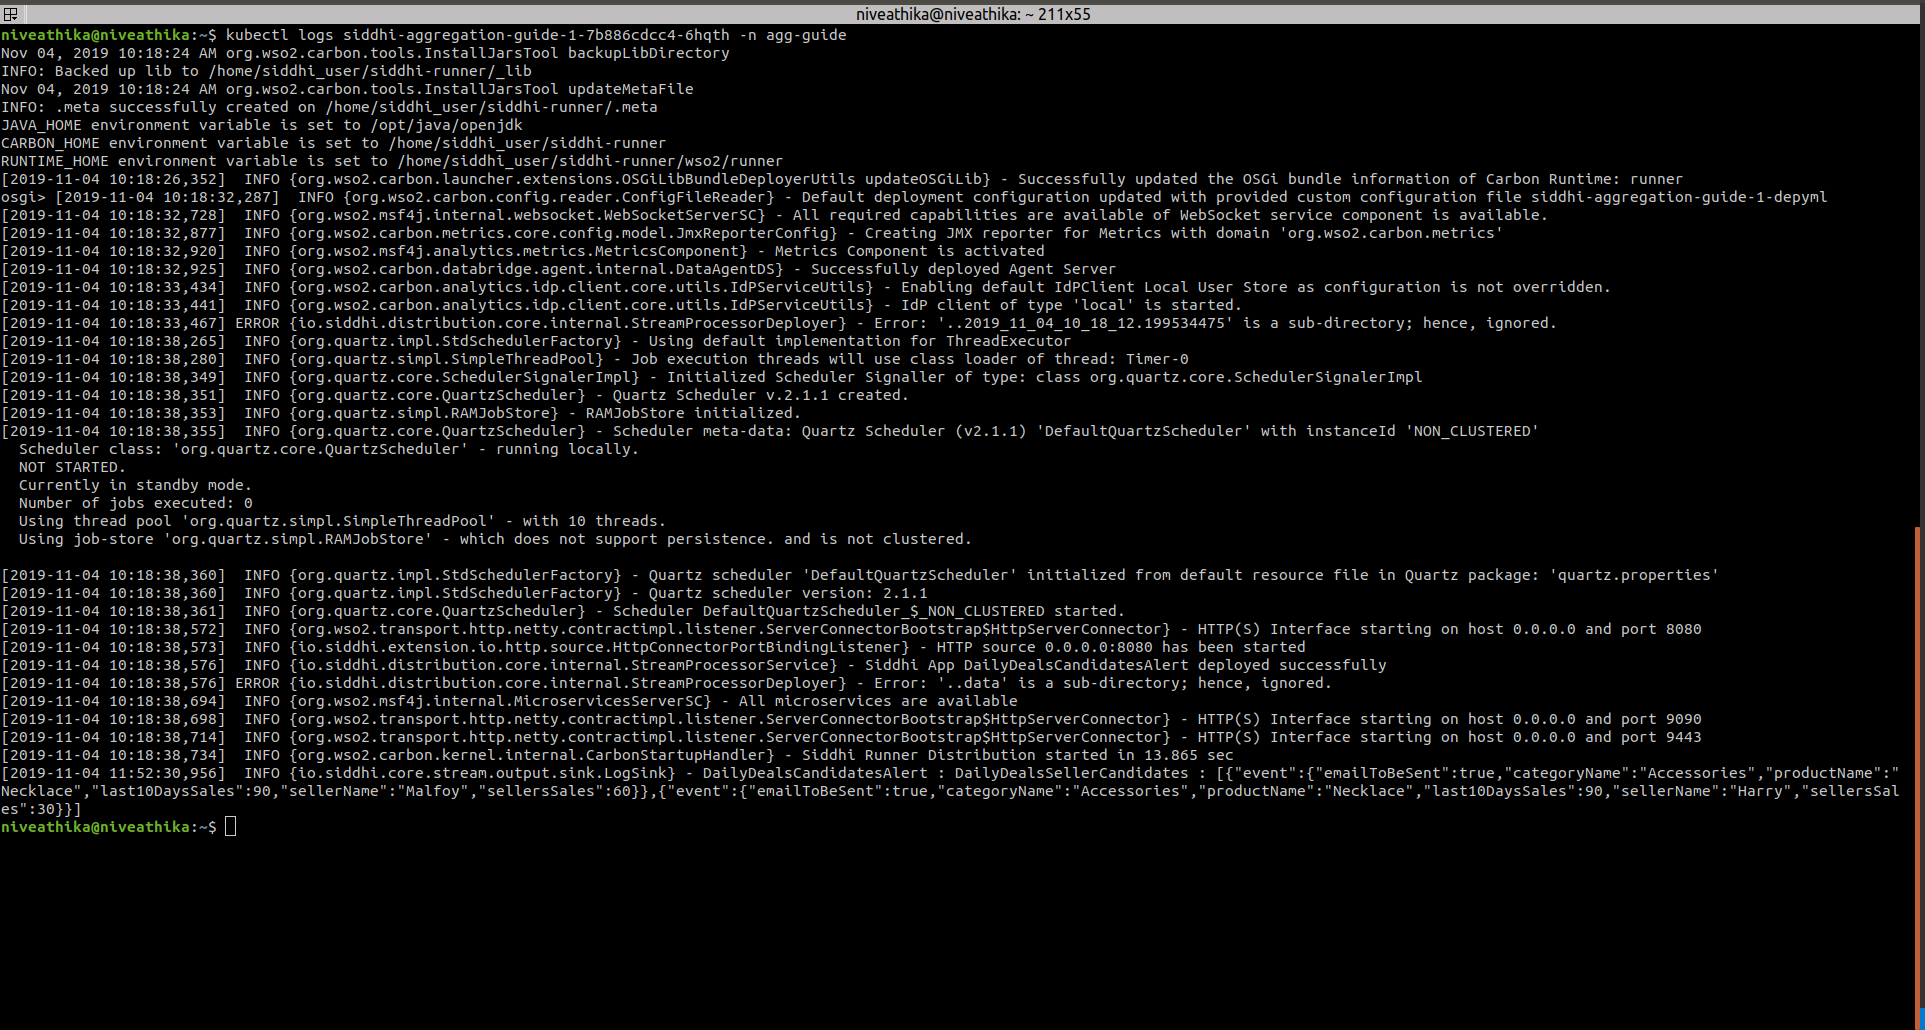 niveathika@niveathika: ~ 211x55
niveathika@niveathika:~$ kubectl logs siddhi-aggregation-guide-1-7b886cdcc4-6hqth -n agg-guide
Nov 04, 2019 10:18:24 AM org.wso2.carbon.tools.InstallJarsTool backupLibDirectory
INFO: Backed up lib to /home/siddhi_user/siddhi-runner/_lib
Nov 04, 2019 10:18:24 AM org.wso2.carbon.tools.InstallJarsTool updateMetaFile
INFO: .meta successfully created on /home/siddhi_user/siddhi-runner/.meta
JAVA_HOME environment variable is set to /opt/java/openjdk
CARBON_HOME environment variable is set to /home/siddhi_user/siddhi-runner
RUNTIME_HOME environment variable is set to /home/siddhi_user/siddhi-runner/wso2/runner
[2019-11-04 10:18:26,352]  INFO {org.wso2.carbon.launcher.extensions.OSGiLibBundleDeployerUtils updateOSGiLib} - Successfully updated the OSGi bundle information of Carbon Runtime: runner
osgi> [2019-11-04 10:18:32,287]  INFO {org.wso2.carbon.config.reader.ConfigFileReader} - Default deployment configuration updated with provided custom configuration file siddhi-aggregation-guide-1-depyml
[2019-11-04 10:18:32,728]  INFO {org.wso2.msf4j.internal.websocket.WebSocketServerSC} - All required capabilities are available of WebSocket service component is available.
[2019-11-04 10:18:32,877]  INFO {org.wso2.carbon.metrics.core.config.model.JmxReporterConfig} - Creating JMX reporter for Metrics with domain 'org.wso2.carbon.metrics'
[2019-11-04 10:18:32,920]  INFO {org.wso2.msf4j.analytics.metrics.MetricsComponent} - Metrics Component is activated
[2019-11-04 10:18:32,925]  INFO {org.wso2.carbon.databridge.agent.internal.DataAgentDS} - Successfully deployed Agent Server
[2019-11-04 10:18:33,434]  INFO {org.wso2.carbon.analytics.idp.client.core.utils.IdPServiceUtils} - Enabling default IdPClient Local User Store as configuration is not overridden.
[2019-11-04 10:18:33,441]  INFO {org.wso2.carbon.analytics.idp.client.core.utils.IdPServiceUtils} - IdP client of type 'local' is started.
[2019-11-04 10:18:33,467] ERROR {io.siddhi.distribution.core.internal.StreamProcessorDeployer} - Error: '..2019_11_04_10_18_12.199534475' is a sub-directory; hence, ignored.
[2019-11-04 10:18:38,265]  INFO {org.quartz.impl.StdSchedulerFactory} - Using default implementation for ThreadExecutor
[2019-11-04 10:18:38,280]  INFO {org.quartz.simpl.SimpleThreadPool} - Job execution threads will use class loader of thread: Timer-0
[2019-11-04 10:18:38,349]  INFO {org.quartz.core.SchedulerSignalerImpl} - Initialized Scheduler Signaller of type: class org.quartz.core.SchedulerSignalerImpl
[2019-11-04 10:18:38,351]  INFO {org.quartz.core.QuartzScheduler} - Quartz Scheduler v.2.1.1 created.
[2019-11-04 10:18:38,353]  INFO {org.quartz.simpl.RAMJobStore} - RAMJobStore initialized.
[2019-11-04 10:18:38,355]  INFO {org.quartz.core.QuartzScheduler} - Scheduler meta-data: Quartz Scheduler (v2.1.1) 'DefaultQuartzScheduler' with instanceId 'NON_CLUSTERED'
  Scheduler class: 'org.quartz.core.QuartzScheduler' - running locally.
  NOT STARTED.
  Currently in standby mode.
  Number of jobs executed: 0
  Using thread pool 'org.quartz.simpl.SimpleThreadPool' - with 10 threads.
  Using job-store 'org.quartz.simpl.RAMJobStore' - which does not support persistence. and is not clustered.
[2019-11-04 10:18:38,360]  INFO {org.quartz.impl.StdSchedulerFactory} - Quartz scheduler 'DefaultQuartzScheduler' initialized from default resource file in Quartz package: 'quartz.properties'
[2019-11-04 10:18:38,360]  INFO {org.quartz.impl.StdSchedulerFactory} - Quartz scheduler version: 2.1.1
[2019-11-04 10:18:38,361]  INFO {org.quartz.core.QuartzScheduler} - Scheduler DefaultQuartzScheduler_$_NON_CLUSTERED started.
[2019-11-04 10:18:38,572]  INFO {org.wso2.transport.http.netty.contractimpl.listener.ServerConnectorBootstrap$HttpServerConnector} - HTTP(S) Interface starting on host 0.0.0.0 and port 8080
[2019-11-04 10:18:38,573]  INFO {io.siddhi.extension.io.http.source.HttpConnectorPortBindingListener} - HTTP source 0.0.0.0:8080 has been started
[2019-11-04 10:18:38,576]  INFO {io.siddhi.distribution.core.internal.StreamProcessorService} - Siddhi App DailyDealsCandidatesAlert deployed successfully
[2019-11-04 10:18:38,576] ERROR {io.siddhi.distribution.core.internal.StreamProcessorDeployer} - Error: '..data' is a sub-directory; hence, ignored.
[2019-11-04 10:18:38,694]  INFO {org.wso2.msf4j.internal.MicroservicesServerSC} - All microservices are available
[2019-11-04 10:18:38,698]  INFO {org.wso2.transport.http.netty.contractimpl.listener.ServerConnectorBootstrap$HttpServerConnector} - HTTP(S) Interface starting on host 0.0.0.0 and port 9090
[2019-11-04 10:18:38,714]  INFO {org.wso2.transport.http.netty.contractimpl.listener.ServerConnectorBootstrap$HttpServerConnector} - HTTP(S) Interface starting on host 0.0.0.0 and port 9443
[2019-11-04 10:18:38,734]  INFO {org.wso2.carbon.kernel.internal.CarbonStartupHandler} - Siddhi Runner Distribution started in 13.865 sec
[2019-11-04 11:52:30,956]  INFO {io.siddhi.core.stream.output.sink.LogSink} - DailyDealsCandidatesAlert : DailyDealsSellerCandidates : [{"event":{"emailToBeSent":true,"categoryName":"Accessories","productName":"
Necklace","last10DaysSales":90,"sellerName":"Malfoy","sellersSales":60}},{"event":{"emailToBeSent":true,"categoryName":"Accessories","productName":"Necklace","last10DaysSales":90,"sellerName":"Harry","sellersSal
es":30}}]
niveathika@niveathika:~$